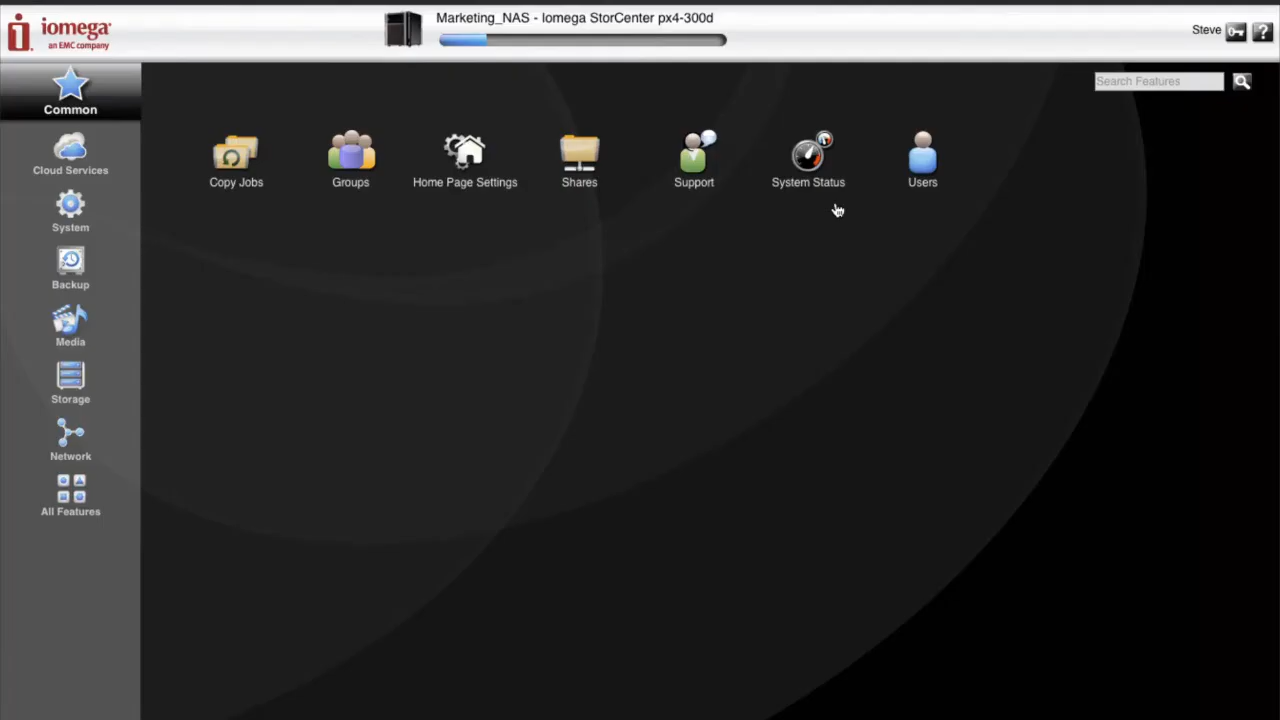 iomega
an EMC company
Marketing_NAS - Iomega StorCenter px4-300d
Steve
?
Search Features
Common
Cloud Services
System
Backup
Media
Storage
Network
All Features
Copy Jobs
Groups
Home Page Settings
Shares
Support
System Status
Users